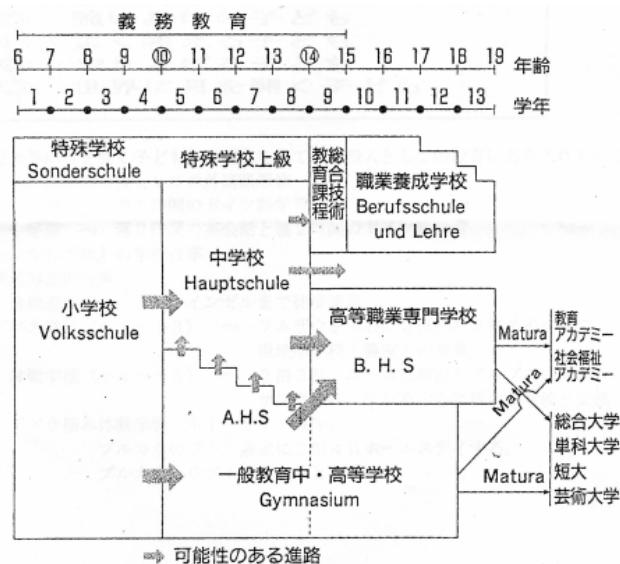 義務教育
6 7 8 9 ⑩ 11 12 13 ⑭ 15 16 17 18 19 年齢
1 2 3 4 5 6 7 8 9 10 11 12 13 学年
特殊学校
Sonderschule
特殊学校上級
総合技術
教育課程
職業養成学校
Berufsschule
und Lehre
小学校
Volksschule
中学校
Hauptschule
高等職業専門学校
B. H. S
A.H.S
一般教育中・高等学校
Gymnasium
Matura
Matura
Matura
教育
アカデミー
社会福祉
アカデミー
総合大学
単科大学
短大
芸術大学
可能性のある進路